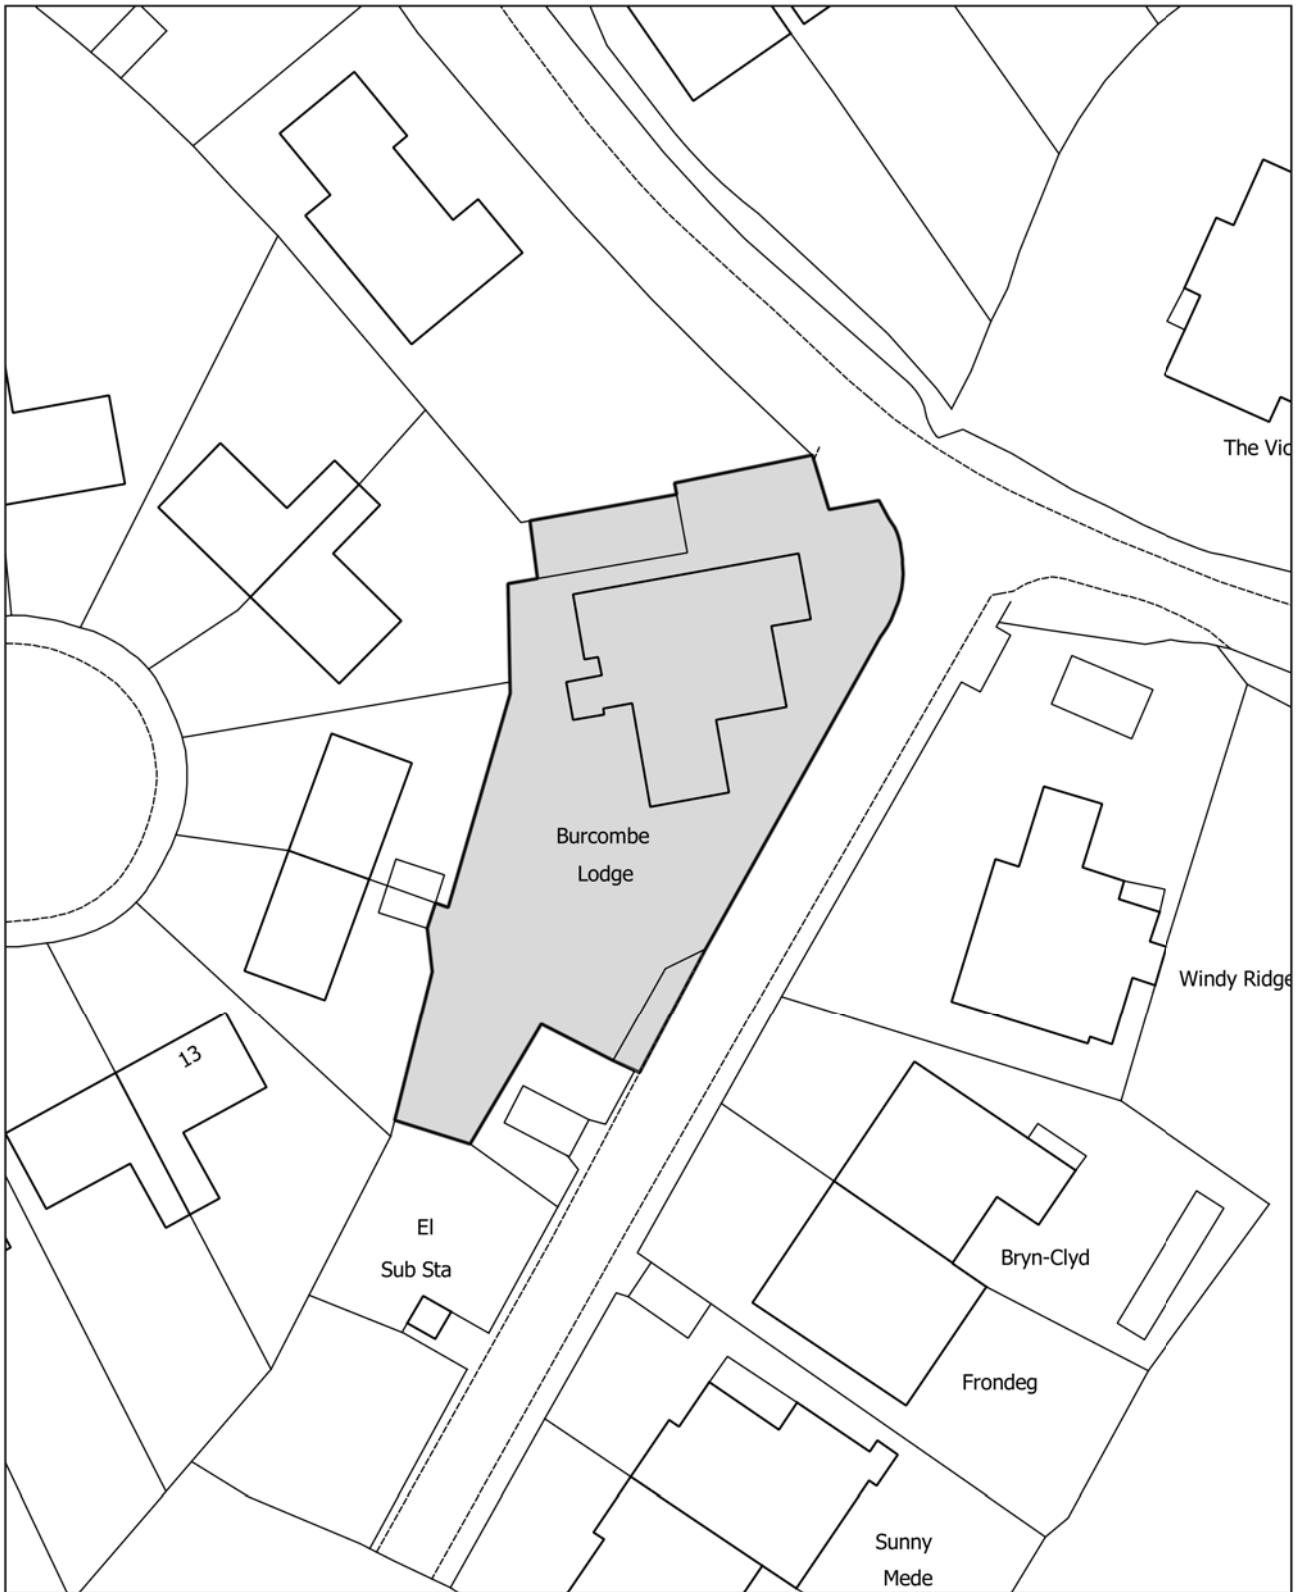 The Vic
Burcombe
Lodge
Windy Ridge
13
El
Sub Sta
Bryn-Clyd
Frondeg
Sunny
Mede